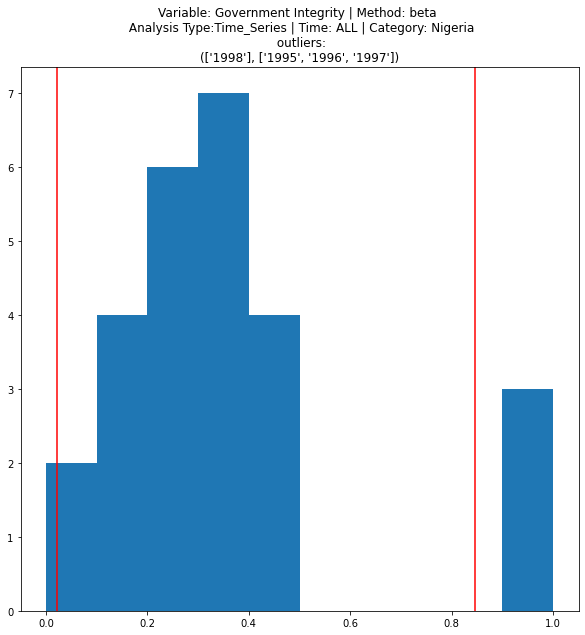 Variable: Government Integrity | Method: beta
Analysis Type:Time_Series | Time: ALL | Category: Nigeria
outliers:
(['1998'], ['1995', '1996', '1997'])
7
6
5
4
3
2
1
0
0.0 0.2 0.4 0.6 0.8 1.0